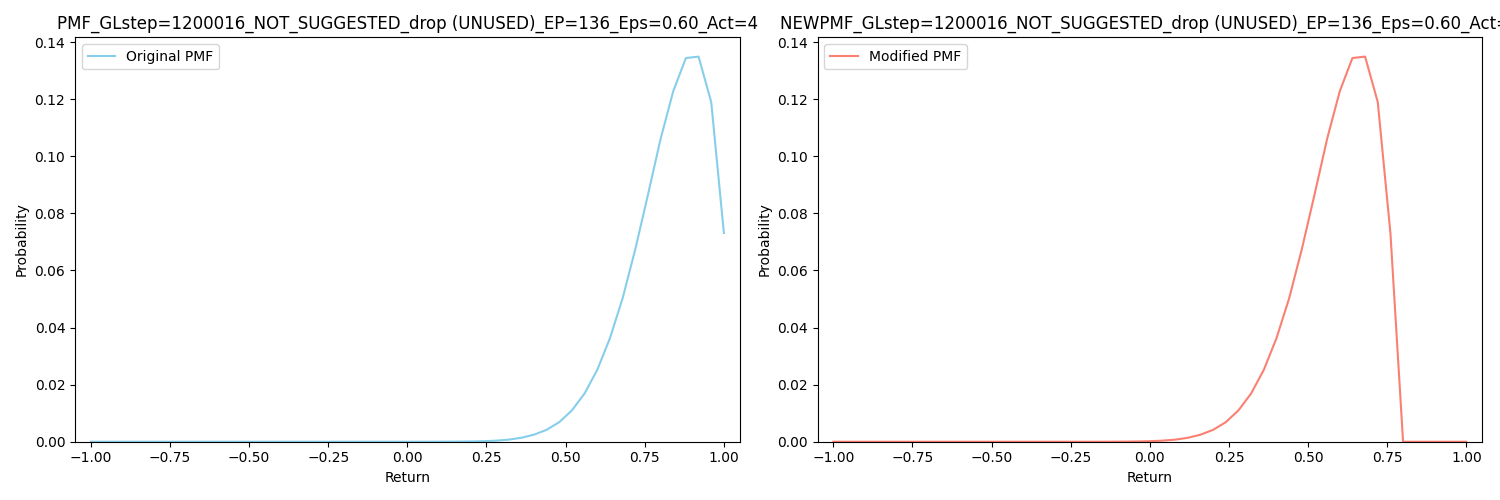 PMF_GLstep=1200016_NOT_SUGGESTED_drop (UNUSED)_EP=136_Eps=0.60_Act=4
Original PMF
0.14
0.12
0.10
0.08
0.06
0.04
0.02
0.00
Probability
−1.00 −0.75 −0.50 −0.25 0.00 0.25 0.50 0.75 1.00
Return
NEWPMF_GLstep=1200016_NOT_SUGGESTED_drop (UNUSED)_EP=136_Eps=0.60_Act=
Modified PMF
0.14
0.12
0.10
0.08
0.06
0.04
0.02
0.00
Probability
−1.00 −0.75 −0.50 −0.25 0.00 0.25 0.50 0.75 1.00
Return